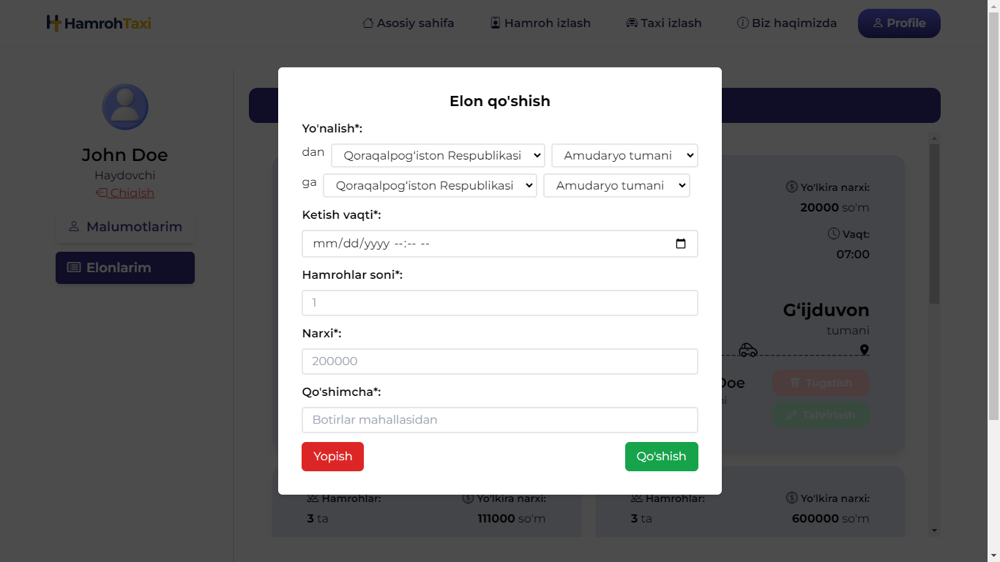 HamrohTaxi
Asosiy sahifa
Hamroh izlash
Taxi izlash
Biz haqimizda
Profile
John Doe
Haydovchi
Chiqish
Malumotlarim
Elonlarim
Elon qo'shish
Yo'nalish*:
dan Qoraqalpog‘iston Respublikasi Amudaryo tumani
ga Qoraqalpog‘iston Respublikasi Amudaryo tumani
Ketish vaqti*:
mm/dd/yyyy --:-- --
Hamrohlar soni*:
1
Narxi*:
200000
Qo'shimcha*:
Botirlar mahallasidan
Yopish
Qo'shish
Yo'lkira narxi:
20000 so'm
Vaqt:
07:00
G‘ijduvon
tumani
Doe
Tugatish
Tahrirlash
Hamrohlar:
3 ta
Yo'lkira narxi:
111000 so'm
Hamrohlar:
3 ta
Yo'lkira narxi:
600000 so'm